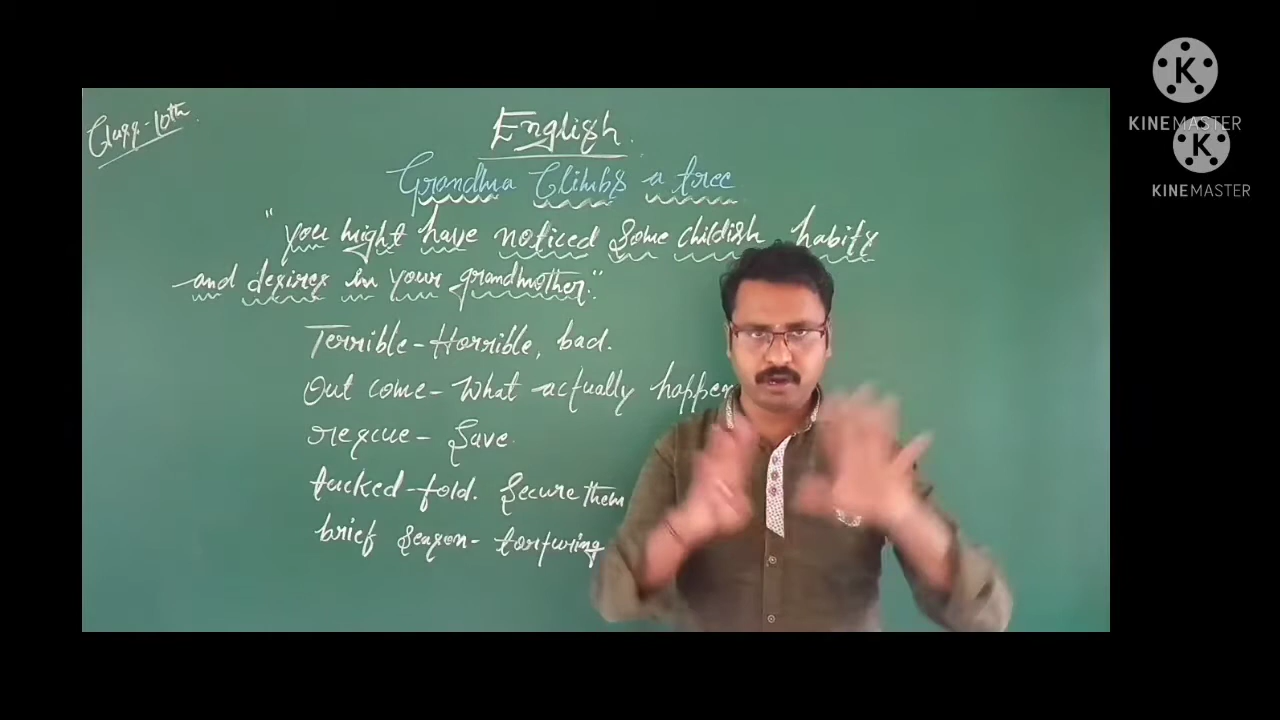 Class-10th.
English.
Grandma Climbs a tree
"you might have noticed some childish habits
and desires in your grandmother."
Terrible-Horrible, bad.
Out come-What actually happen
rescue- Save.
tucked-fold. Secure them
brief season- torturing
KINEMASTER
KINEMASTER